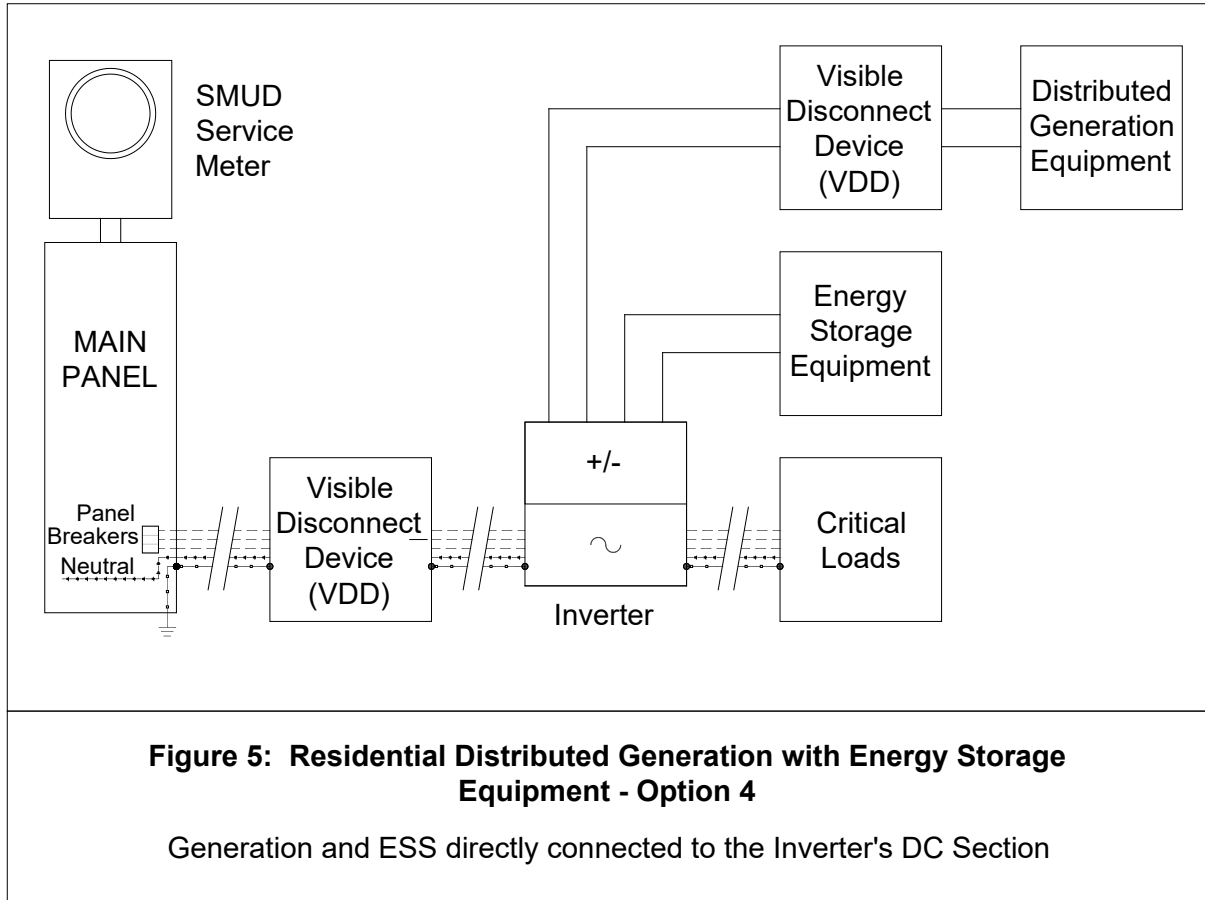 SMUD
Service
Meter
Visible
Disconnect
Device
(VDD)
Distributed
Generation
Equipment
MAIN
PANEL
Energy
Storage
Equipment
Panel
Breakers
Neutral
Visible
Disconnect
Device
(VDD)
+/-
Inverter
Critical
Loads
Figure 5: Residential Distributed Generation with Energy Storage
Equipment - Option 4
Generation and ESS directly connected to the Inverter's DC Section